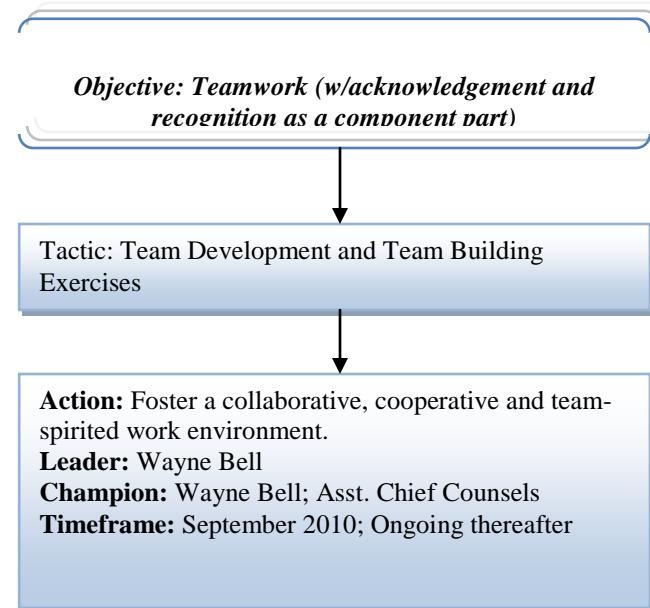 Objective: Teamwork (w/acknowledgement and
recognition as a component part)
Tactic: Team Development and Team Building
Exercises
Action: Foster a collaborative, cooperative and team-
spirited work environment.
Leader: Wayne Bell
Champion: Wayne Bell; Asst. Chief Counsels
Timeframe: September 2010; Ongoing thereafter